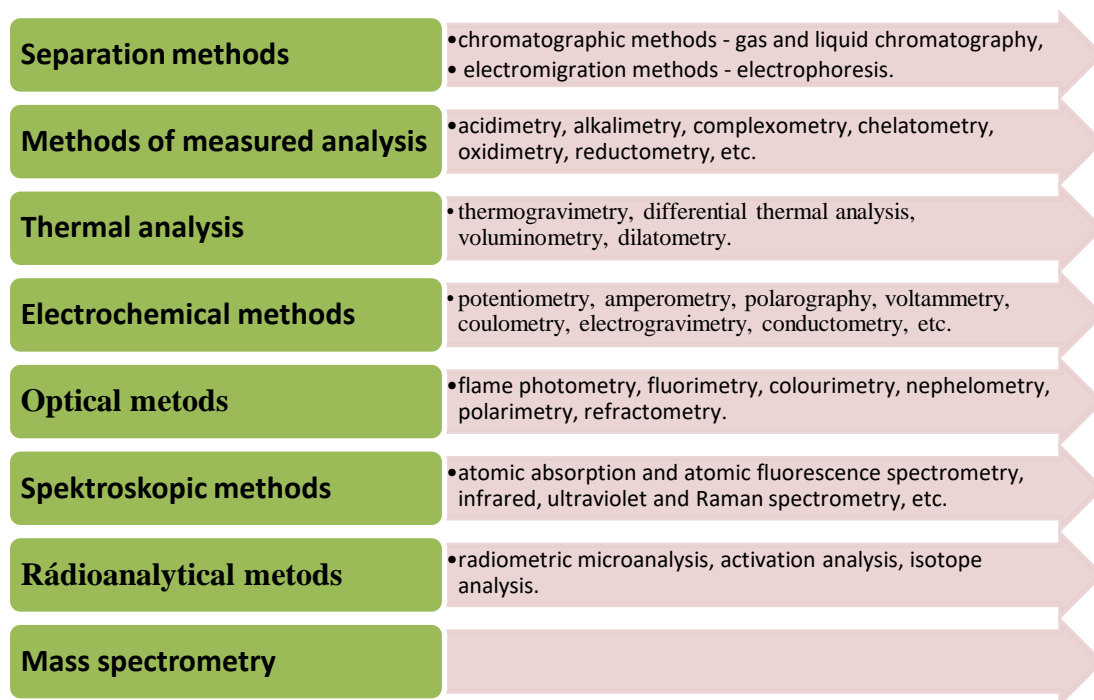 Separation methods
•chromatographic methods - gas and liquid chromatography,
• electromigration methods - electrophoresis.
Methods of measured analysis
•acidimetry, alkalimetry, complexometry, chelatometry,
oxidimetry, reductometry, etc.
Thermal analysis
•thermogravimetry, differential thermal analysis,
voluminometry, dilatometry.
Electrochemical methods
•potentiometry, amperometry, polarography, voltammetry,
coulometry, electrogravimetry, conductometry, etc.
Optical metods
•flame photometry, fluorimetry, colourimetry, nephelometry,
polarimetry, refractometry.
Spektroskopic methods
•atomic absorption and atomic fluorescence spectrometry,
infrared, ultraviolet and Raman spectrometry, etc.
Rádioanalytical metods
•radiometric microanalysis, activation analysis, isotope
analysis.
Mass spectrometry